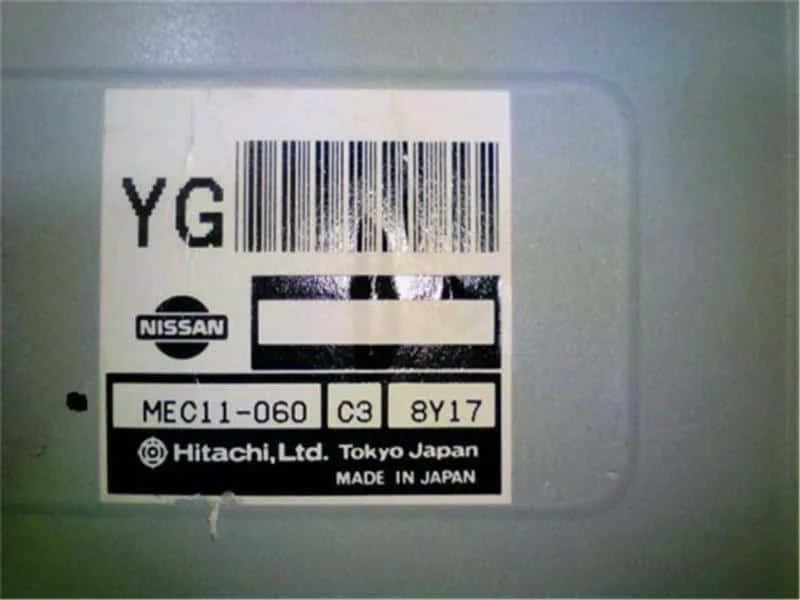 YG
NISSAN
MEC11-060 C3 8Y17
Hitachi, Ltd. Tokyo Japan
MADE IN JAPAN